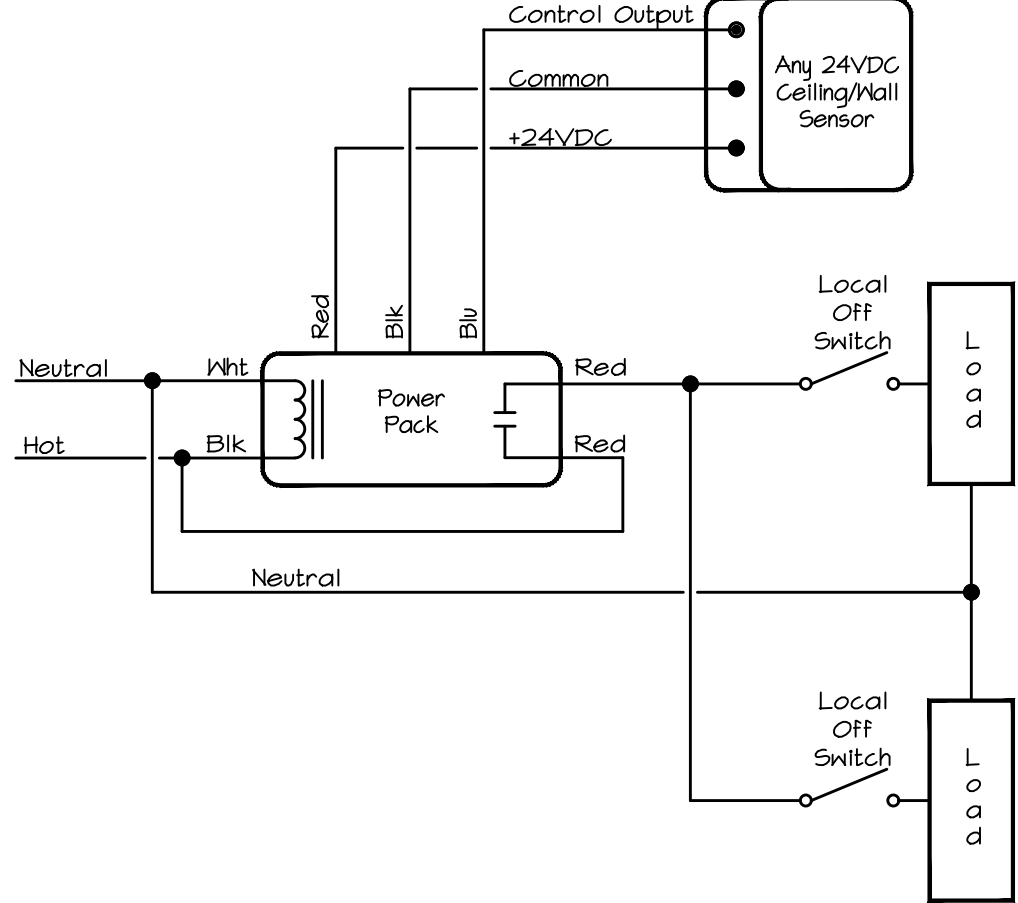 Control Output
Common
+24VDC
Any 24VDC
Ceiling/Wall
Sensor
Red
Blk
Blu
Local
Off
Switch
L
o
a
d
Neutral
Wht
Power
Pack
Red
Hot
Blk
Red
Neutral
Local
Off
Switch
L
o
a
d